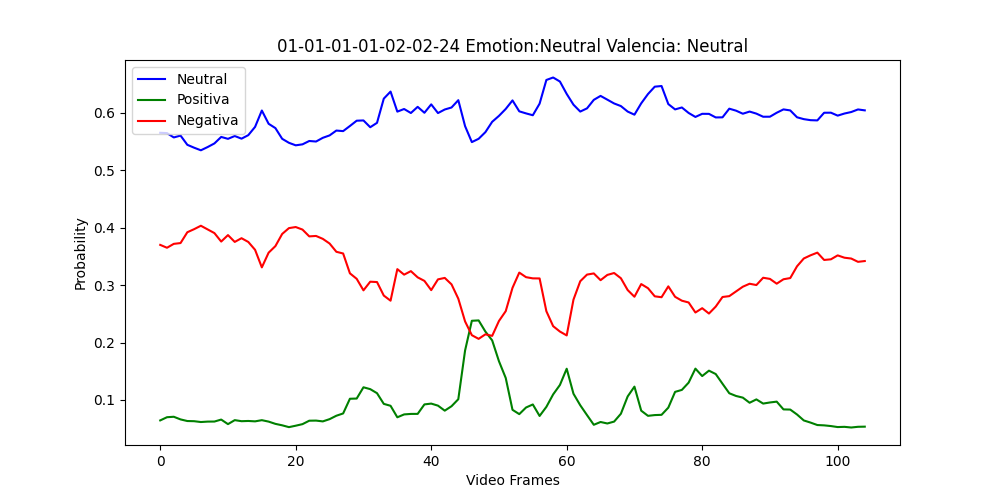 01-01-01-01-02-02-24 Emotion:Neutral Valencia: Neutral
Neutral
Positiva
Negativa
Probability
0.6
0.5
0.4
0.3
0.2
0.1
0 20 40 60 80 100
Video Frames